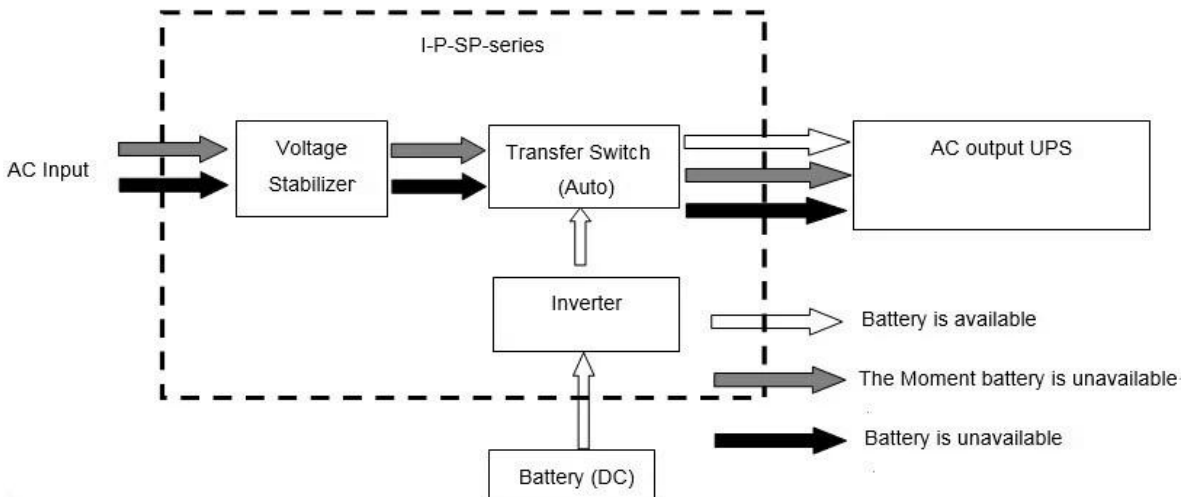 I-P-SP-series
AC Input
Voltage
Stabilizer
Transfer Switch
(Auto)
AC output UPS
Inverter
Battery (DC)
Battery is available
The Moment battery is unavailable
Battery is unavailable